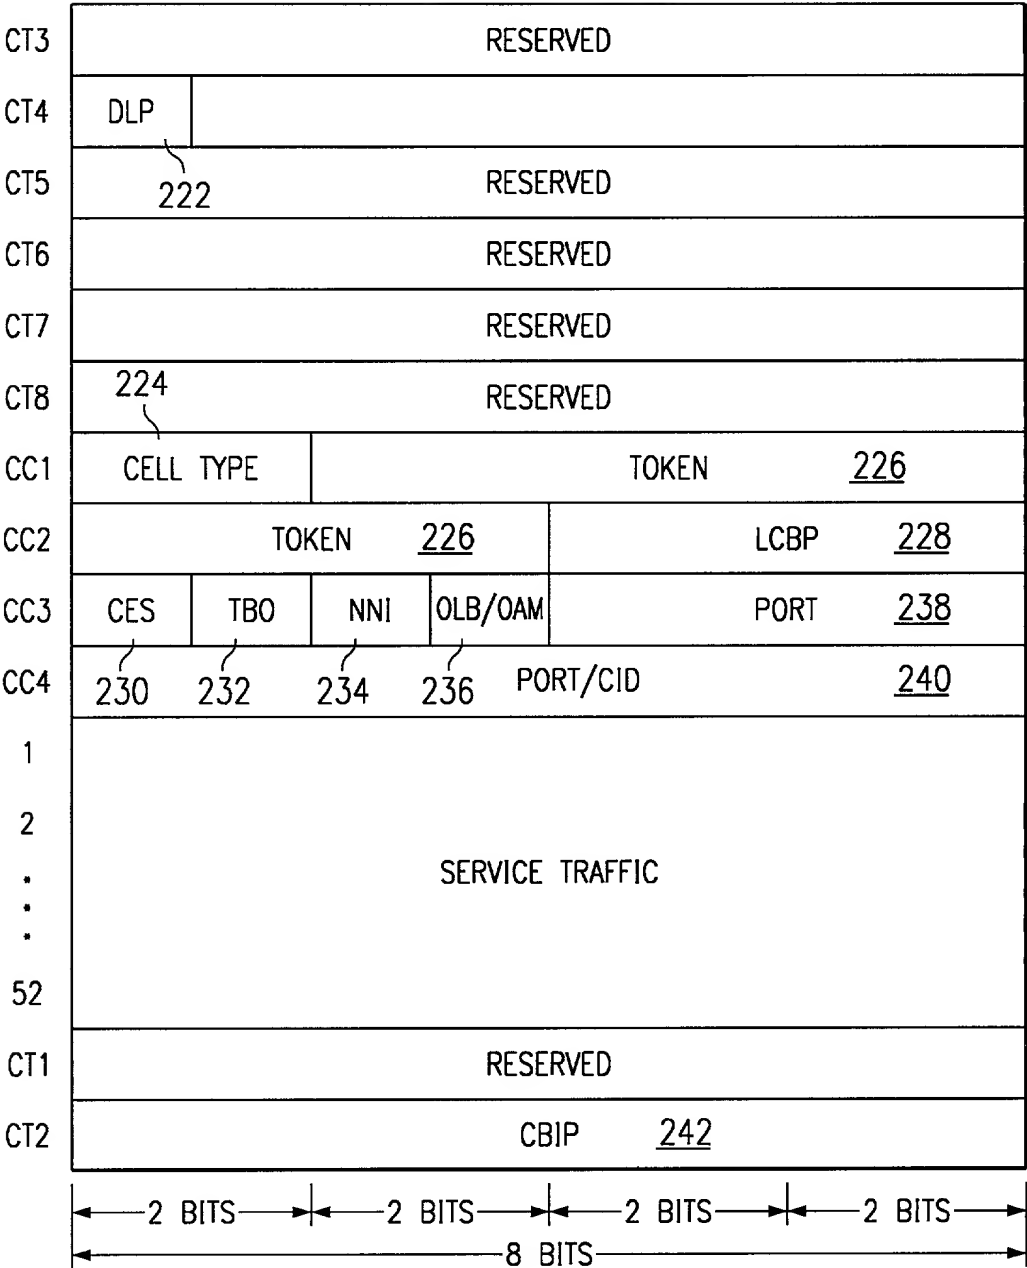 CT3 RESERVED
CT4 DLP
222
CT5 RESERVED
CT6 RESERVED
CT7 RESERVED
224
CT8 RESERVED
CC1 CELL TYPE TOKEN 226
CC2 TOKEN 226 LCBP 228
CC3 CES TBO NNI OLB/OAM PORT 238
CC4 230 232 234 236 PORT/CID 240
1
2
52
SERVICE TRAFFIC
CT1 RESERVED
CT2 CBIP 242
2 BITS 2 BITS 2 BITS 2 BITS
8 BITS